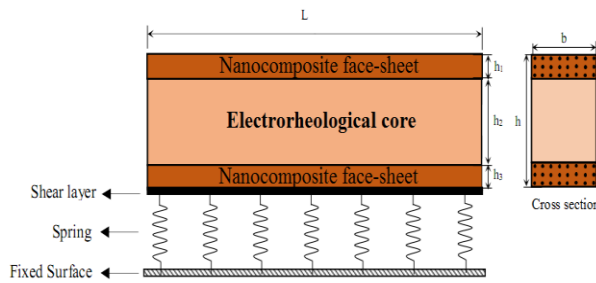 L
b
Nanocomposite face-sheet
h₁
Electrorheological core
h₂
h
Nanocomposite face-sheet
h₃
Shear layer
Cross section
Spring
Fixed Surface